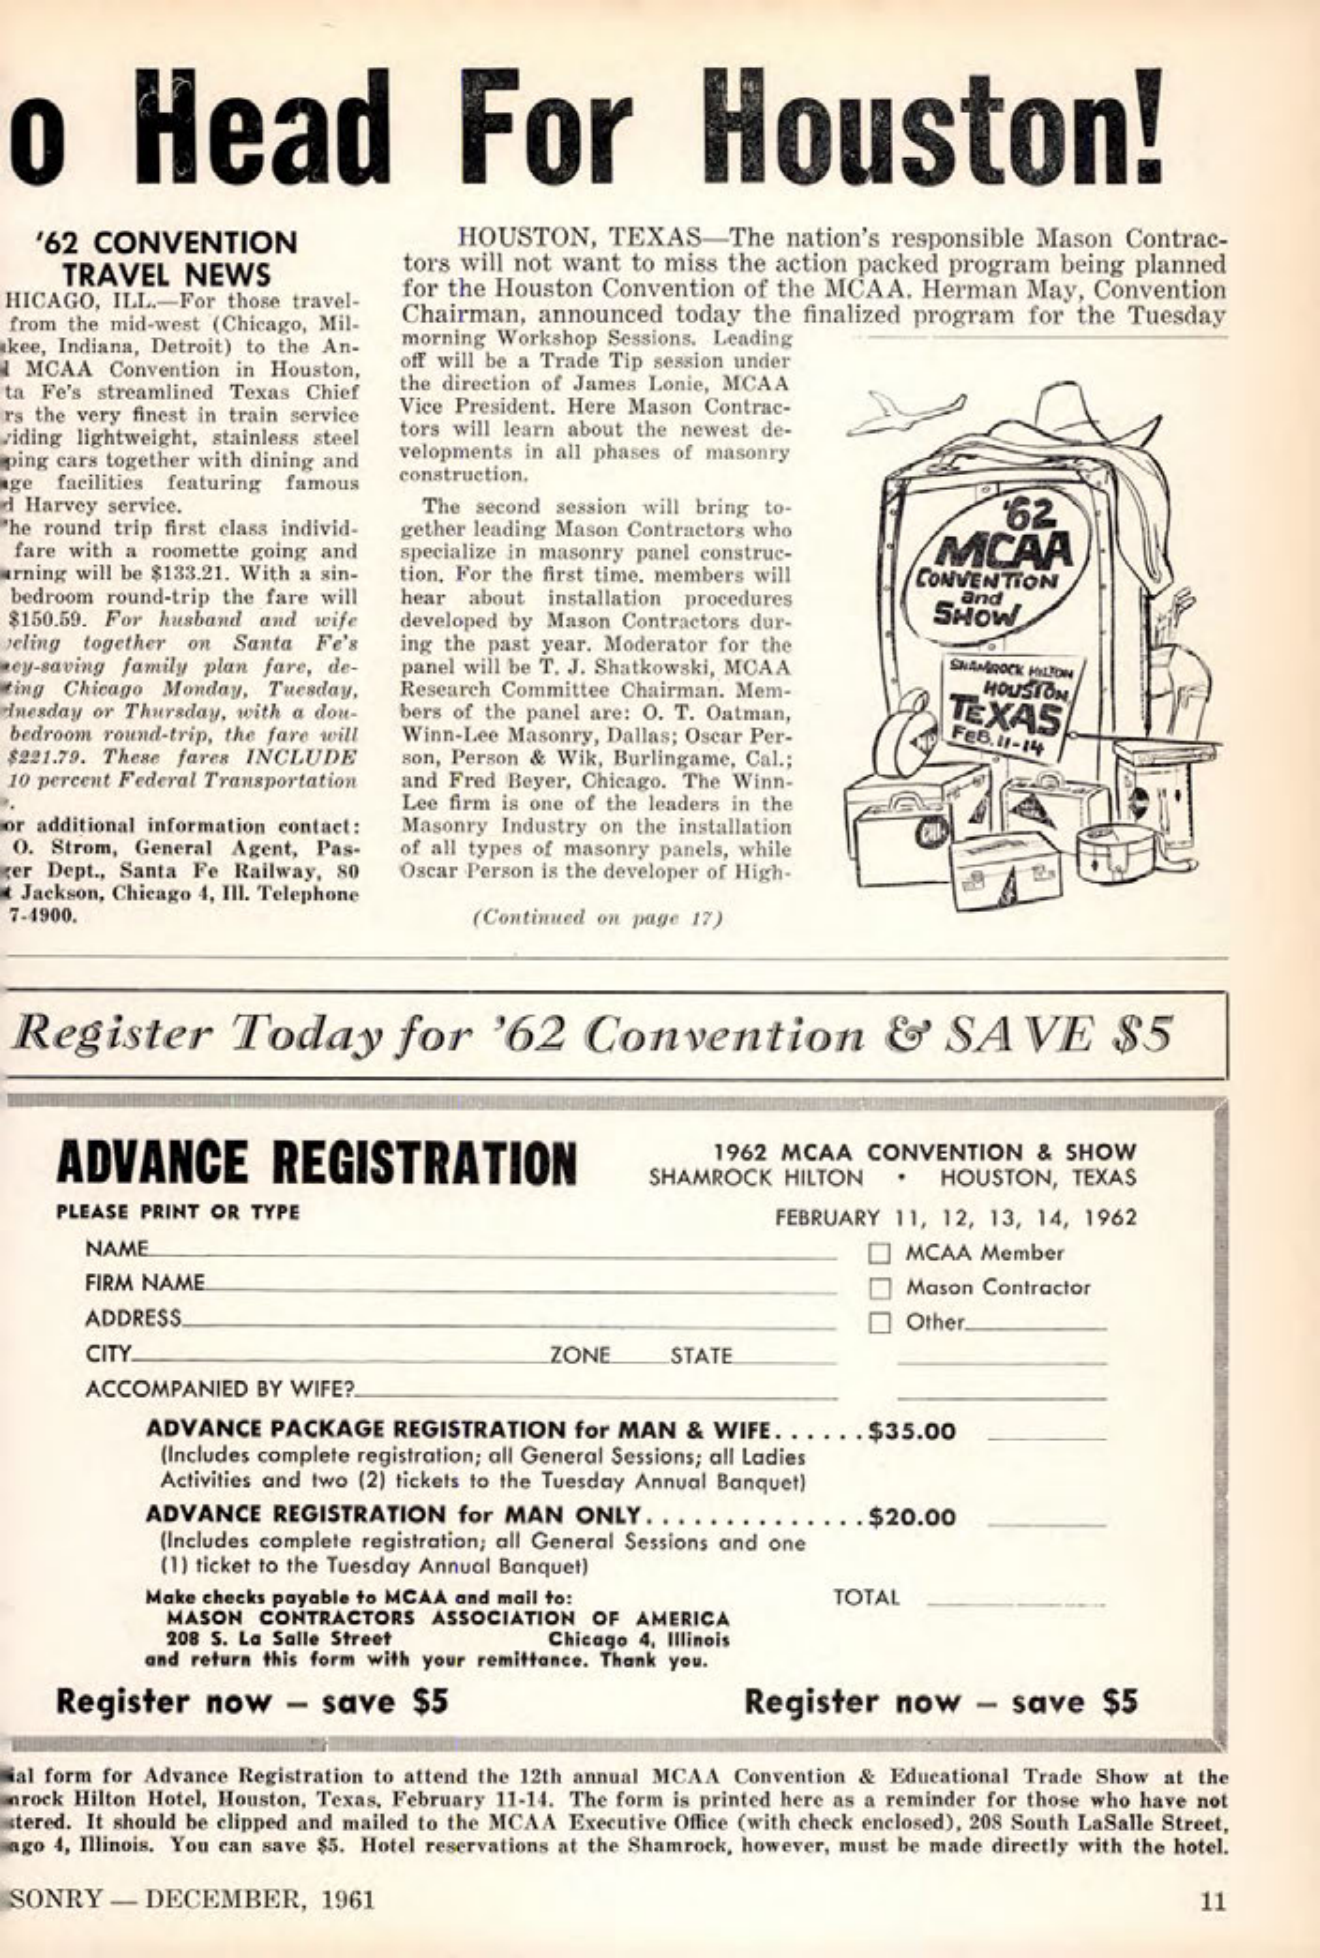 o Head For Houston!
'62 CONVENTION
TRAVEL NEWS
HICAGO, ILL.—For those travel-
from the mid-west (Chicago, Mil-
kee, Indiana, Detroit) to the An-
MCAA Convention in Houston,
ta Fe's streamlined Texas Chief
rs the very finest in train service
viding lightweight, stainless steel
ping cars together with dining and
age facilities featuring famous
d Harvey service.
he round trip first class individ-
fare with a roomette going and
rning will be $133.21. With a sin-
bedroom round-trip the fare will
$150.59. For husband and wife
eling together on Santa Fe's
ey-saving family plan fare, de-
ting Chicago Monday, Tuesday,
dnesday or Thursday, with a dou-
bedroom round-trip, the fare will
$221.79. These fares INCLUDE
10 percent Federal Transportation
or additional information contact:
O. Strom, General Agent, Pas-
ger Dept., Santa Fe Railway, 80
t Jackson, Chicago 4, Ill. Telephone
7-4900.
HOUSTON, TEXAS—The nation's responsible Mason Contrac-
tors will not want to miss the action packed program being planned
for the Houston Convention of the MCAA. Herman May, Convention
Chairman, announced today the finalized program for the Tuesday
morning Workshop Sessions. Leading
off will be a Trade Tip session under
the direction of James Lonie, MCAA
Vice President. Here Mason Contrac-
tors will learn about the newest de-
velopments in all phases of masonry
construction.
The second session will bring to-
gether leading Mason Contractors who
specialize in masonry panel construc-
tion. For the first time, members will
hear about installation procedures
developed by Mason Contractors dur-
ing the past year. Moderator for the
panel will be T. J. Shatkowski, MCAA
Research Committee Chairman. Mem-
bers of the panel are: O. T. Oatman,
Winn-Lee Masonry, Dallas; Oscar Per-
son, Person & Wik, Burlingame, Cal.;
and Fred Beyer, Chicago. The Winn-
Lee firm is one of the leaders in the
Masonry Industry on the installation
of all types of masonry panels, while
Oscar Person is the developer of High-
(Continued on page 17)
'62
MCAA
CONVENTION
and
SHOW
SHAMROCK HILTON
HOUSTON,
TEXAS
FEB. 11-14
Register Today for '62 Convention & SAVE $5
ADVANCE REGISTRATION
1962 MCAA CONVENTION & SHOW
SHAMROCK HILTON • HOUSTON, TEXAS
PLEASE PRINT OR TYPE
FEBRUARY 11, 12, 13, 14, 1962
NAME
MCAA Member
FIRM NAME
Mason Contractor
ADDRESS
Other
CITY ZONE STATE
ACCOMPANIED BY WIFE?
ADVANCE PACKAGE REGISTRATION for MAN & WIFE......$35.00
(Includes complete registration; all General Sessions; all Ladies
Activities and two (2) tickets to the Tuesday Annual Banquet)
ADVANCE REGISTRATION for MAN ONLY..............$20.00
(Includes complete registration; all General Sessions and one
(1) ticket to the Tuesday Annual Banquet)
Make checks payable to MCAA and mail to:
TOTAL
MASON CONTRACTORS ASSOCIATION OF AMERICA
208 S. La Salle Street Chicago 4, Illinois
and return this form with your remittance. Thank you.
Register now – save $5 Register now – save $5
ial form for Advance Registration to attend the 12th annual MCAA Convention & Educational Trade Show at the
mrock Hilton Hotel, Houston, Texas, February 11-14. The form is printed here as a reminder for those who have not
stered. It should be clipped and mailed to the MCAA Executive Office (with check enclosed), 208 South LaSalle Street,
ago 4, Illinois. You can save $5. Hotel reservations at the Shamrock, however, must be made directly with the hotel.
SONRY — DECEMBER, 1961 11